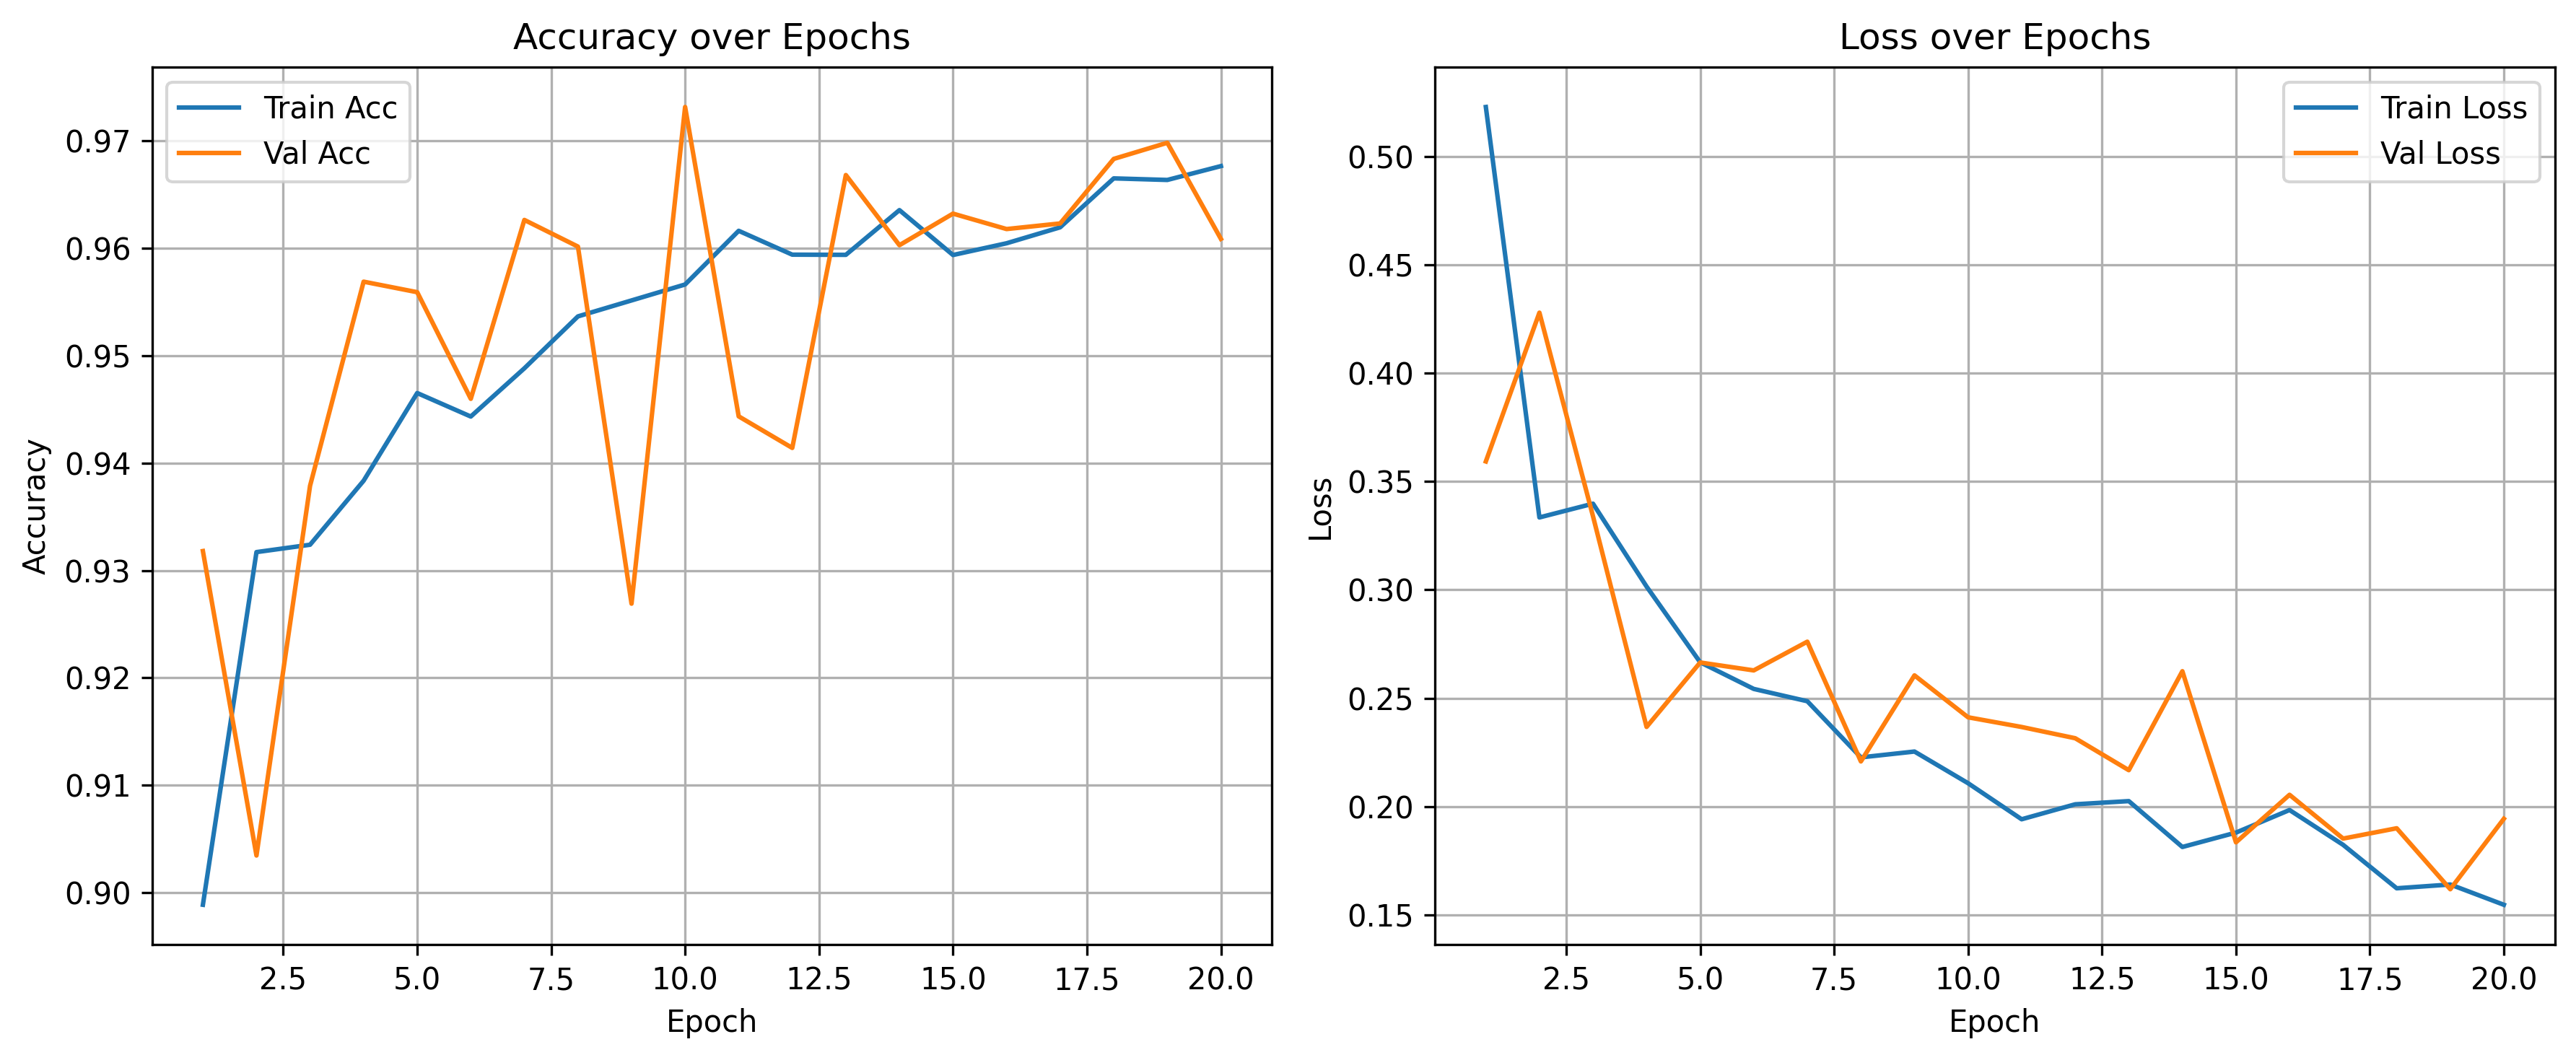 Accuracy over Epochs
Train Acc
Val Acc
0.97
0.96
0.95
0.94
0.93
0.92
0.91
0.90
Accuracy
2.5 5.0 7.5 10.0 12.5 15.0 17.5 20.0
Epoch
Loss over Epochs
Train Loss
Val Loss
0.50
0.45
0.40
0.35
0.30
0.25
0.20
0.15
Loss
2.5 5.0 7.5 10.0 12.5 15.0 17.5 20.0
Epoch